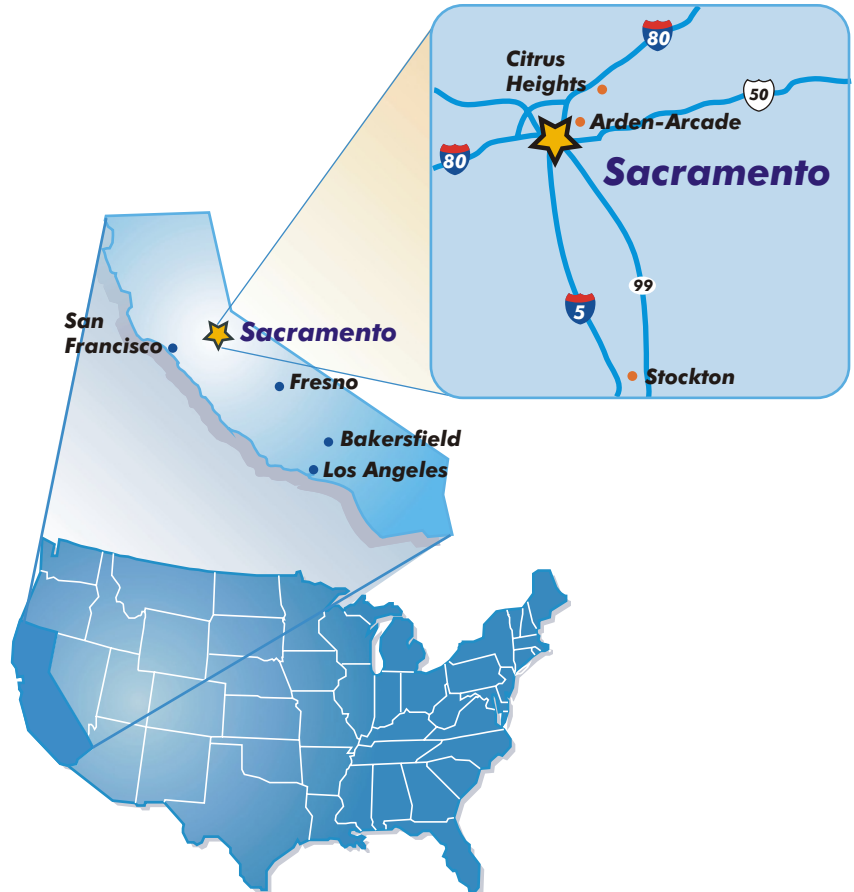 80
Citrus
Heights
50
Arden-Arcade
80
Sacramento
99
5
Stockton
San
Francisco
Sacramento
Fresno
Bakersfield
Los Angeles